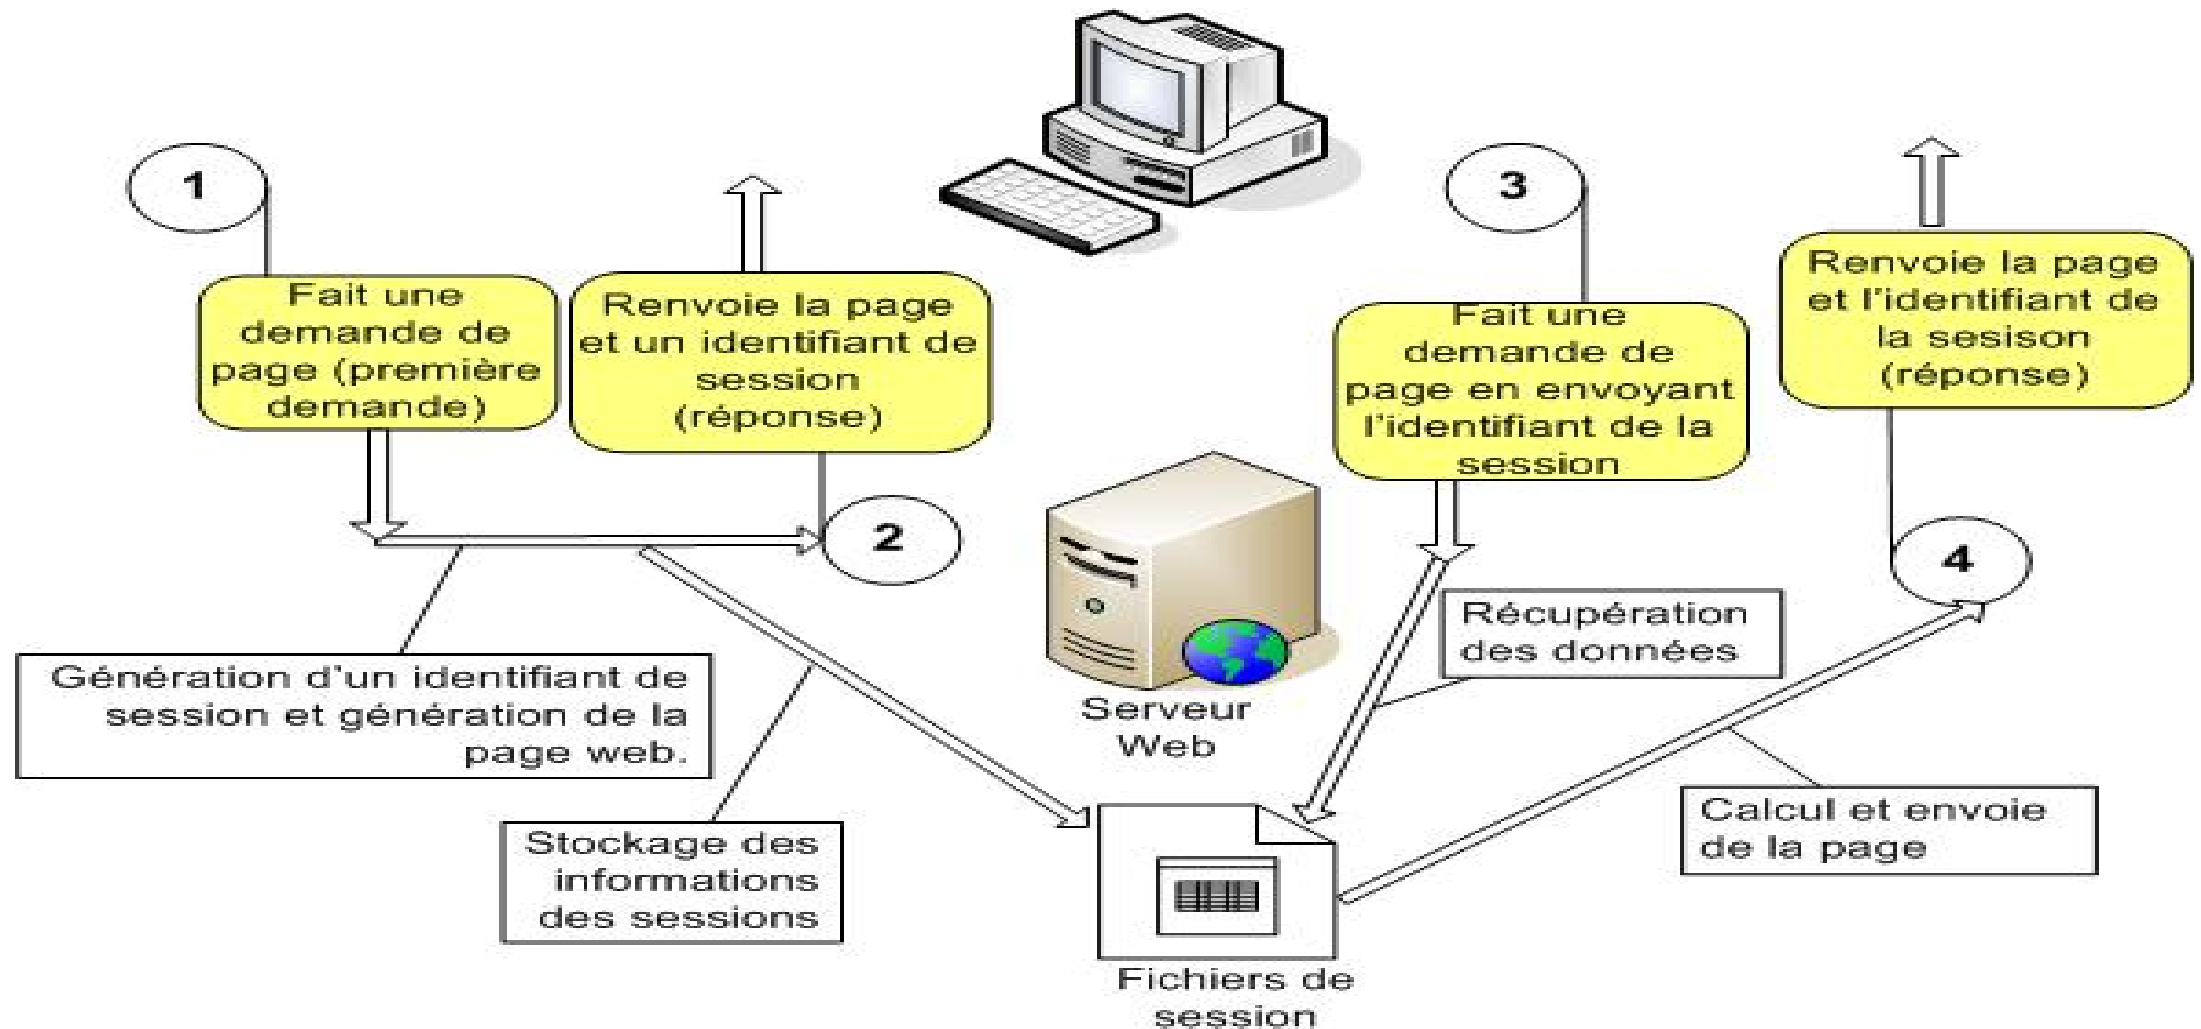 1
Fait une
demande de
page (première
demande)
Renvoie la page
et un identifiant de
session
(réponse)
2
Génération d'un identifiant de
session et génération de la
page web.
Stockage des
informations
des sessions
Serveur
Web
Fichiers de
session
3
Fait une
demande de
page en envoyant
l'identifiant de la
session
Récupération
des données
Renvoie la page
et l'identifiant de
la sesison
(réponse)
4
Calcul et envoie
de la page